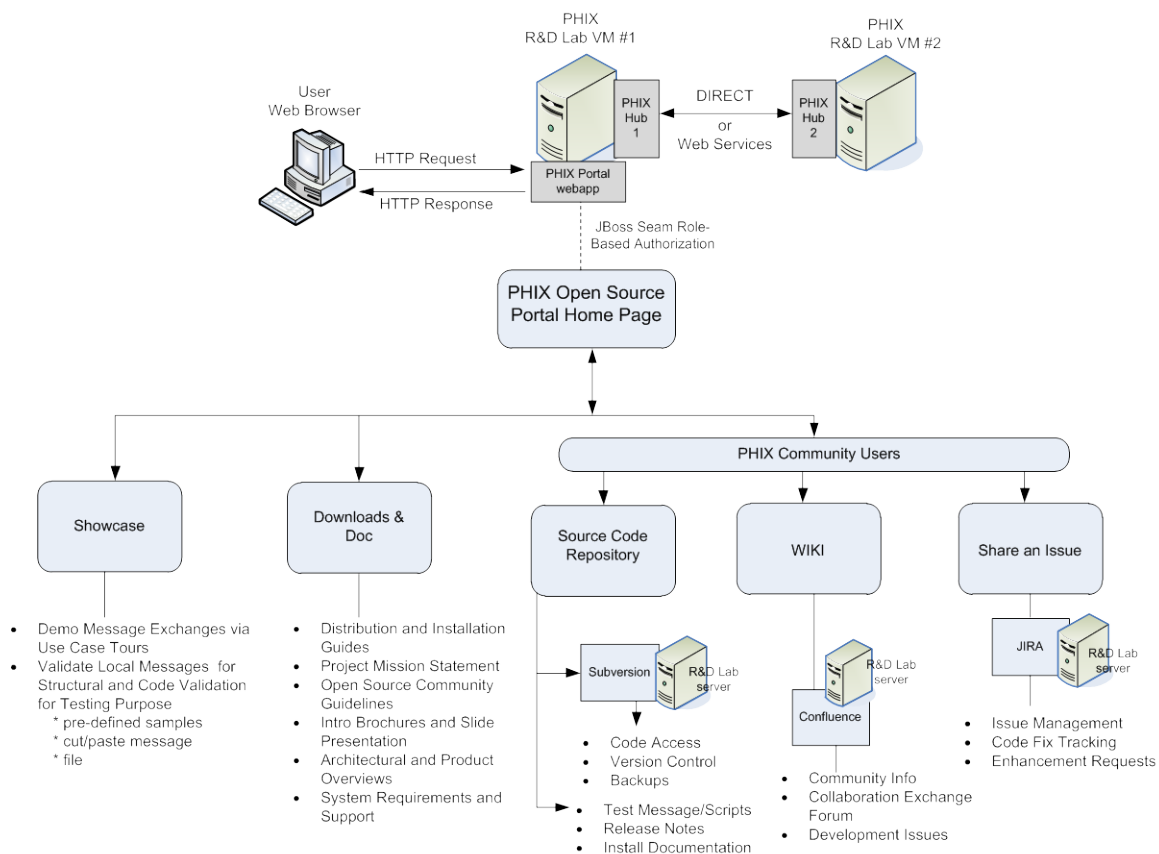 PHIX
R&D Lab VM #1
PHIX
R&D Lab VM #2
User
Web Browser
PHIX
Hub
1
DIRECT
or
Web Services
PHIX
Hub
2
HTTP Request
HTTP Response
PHIX Portal
webapp
JBoss Seam Role-
Based Authorization
PHIX Open Source
Portal Home Page
PHIX Community Users
Showcase
Downloads &
Doc
Source Code
Repository
WIKI
Share an Issue
• Demo Message Exchanges via
Use Case Tours
• Validate Local Messages for
Structural and Code Validation
for Testing Purpose
* pre-defined samples
* cut/paste message
* file
• Distribution and Installation
Guides
• Project Mission Statement
• Open Source Community
Guidelines
• Intro Brochures and Slide
Presentation
• Architectural and Product
Overviews
• System Requirements and
Support
Subversion
R&D Lab
server
• Code Access
• Version Control
• Backups
• Test Message/Scripts
• Release Notes
• Install Documentation
R&D Lab
server
Confluence
• Community Info
• Collaboration Exchange
Forum
• Development Issues
JIRA
R&D Lab
server
• Issue Management
• Code Fix Tracking
• Enhancement Requests